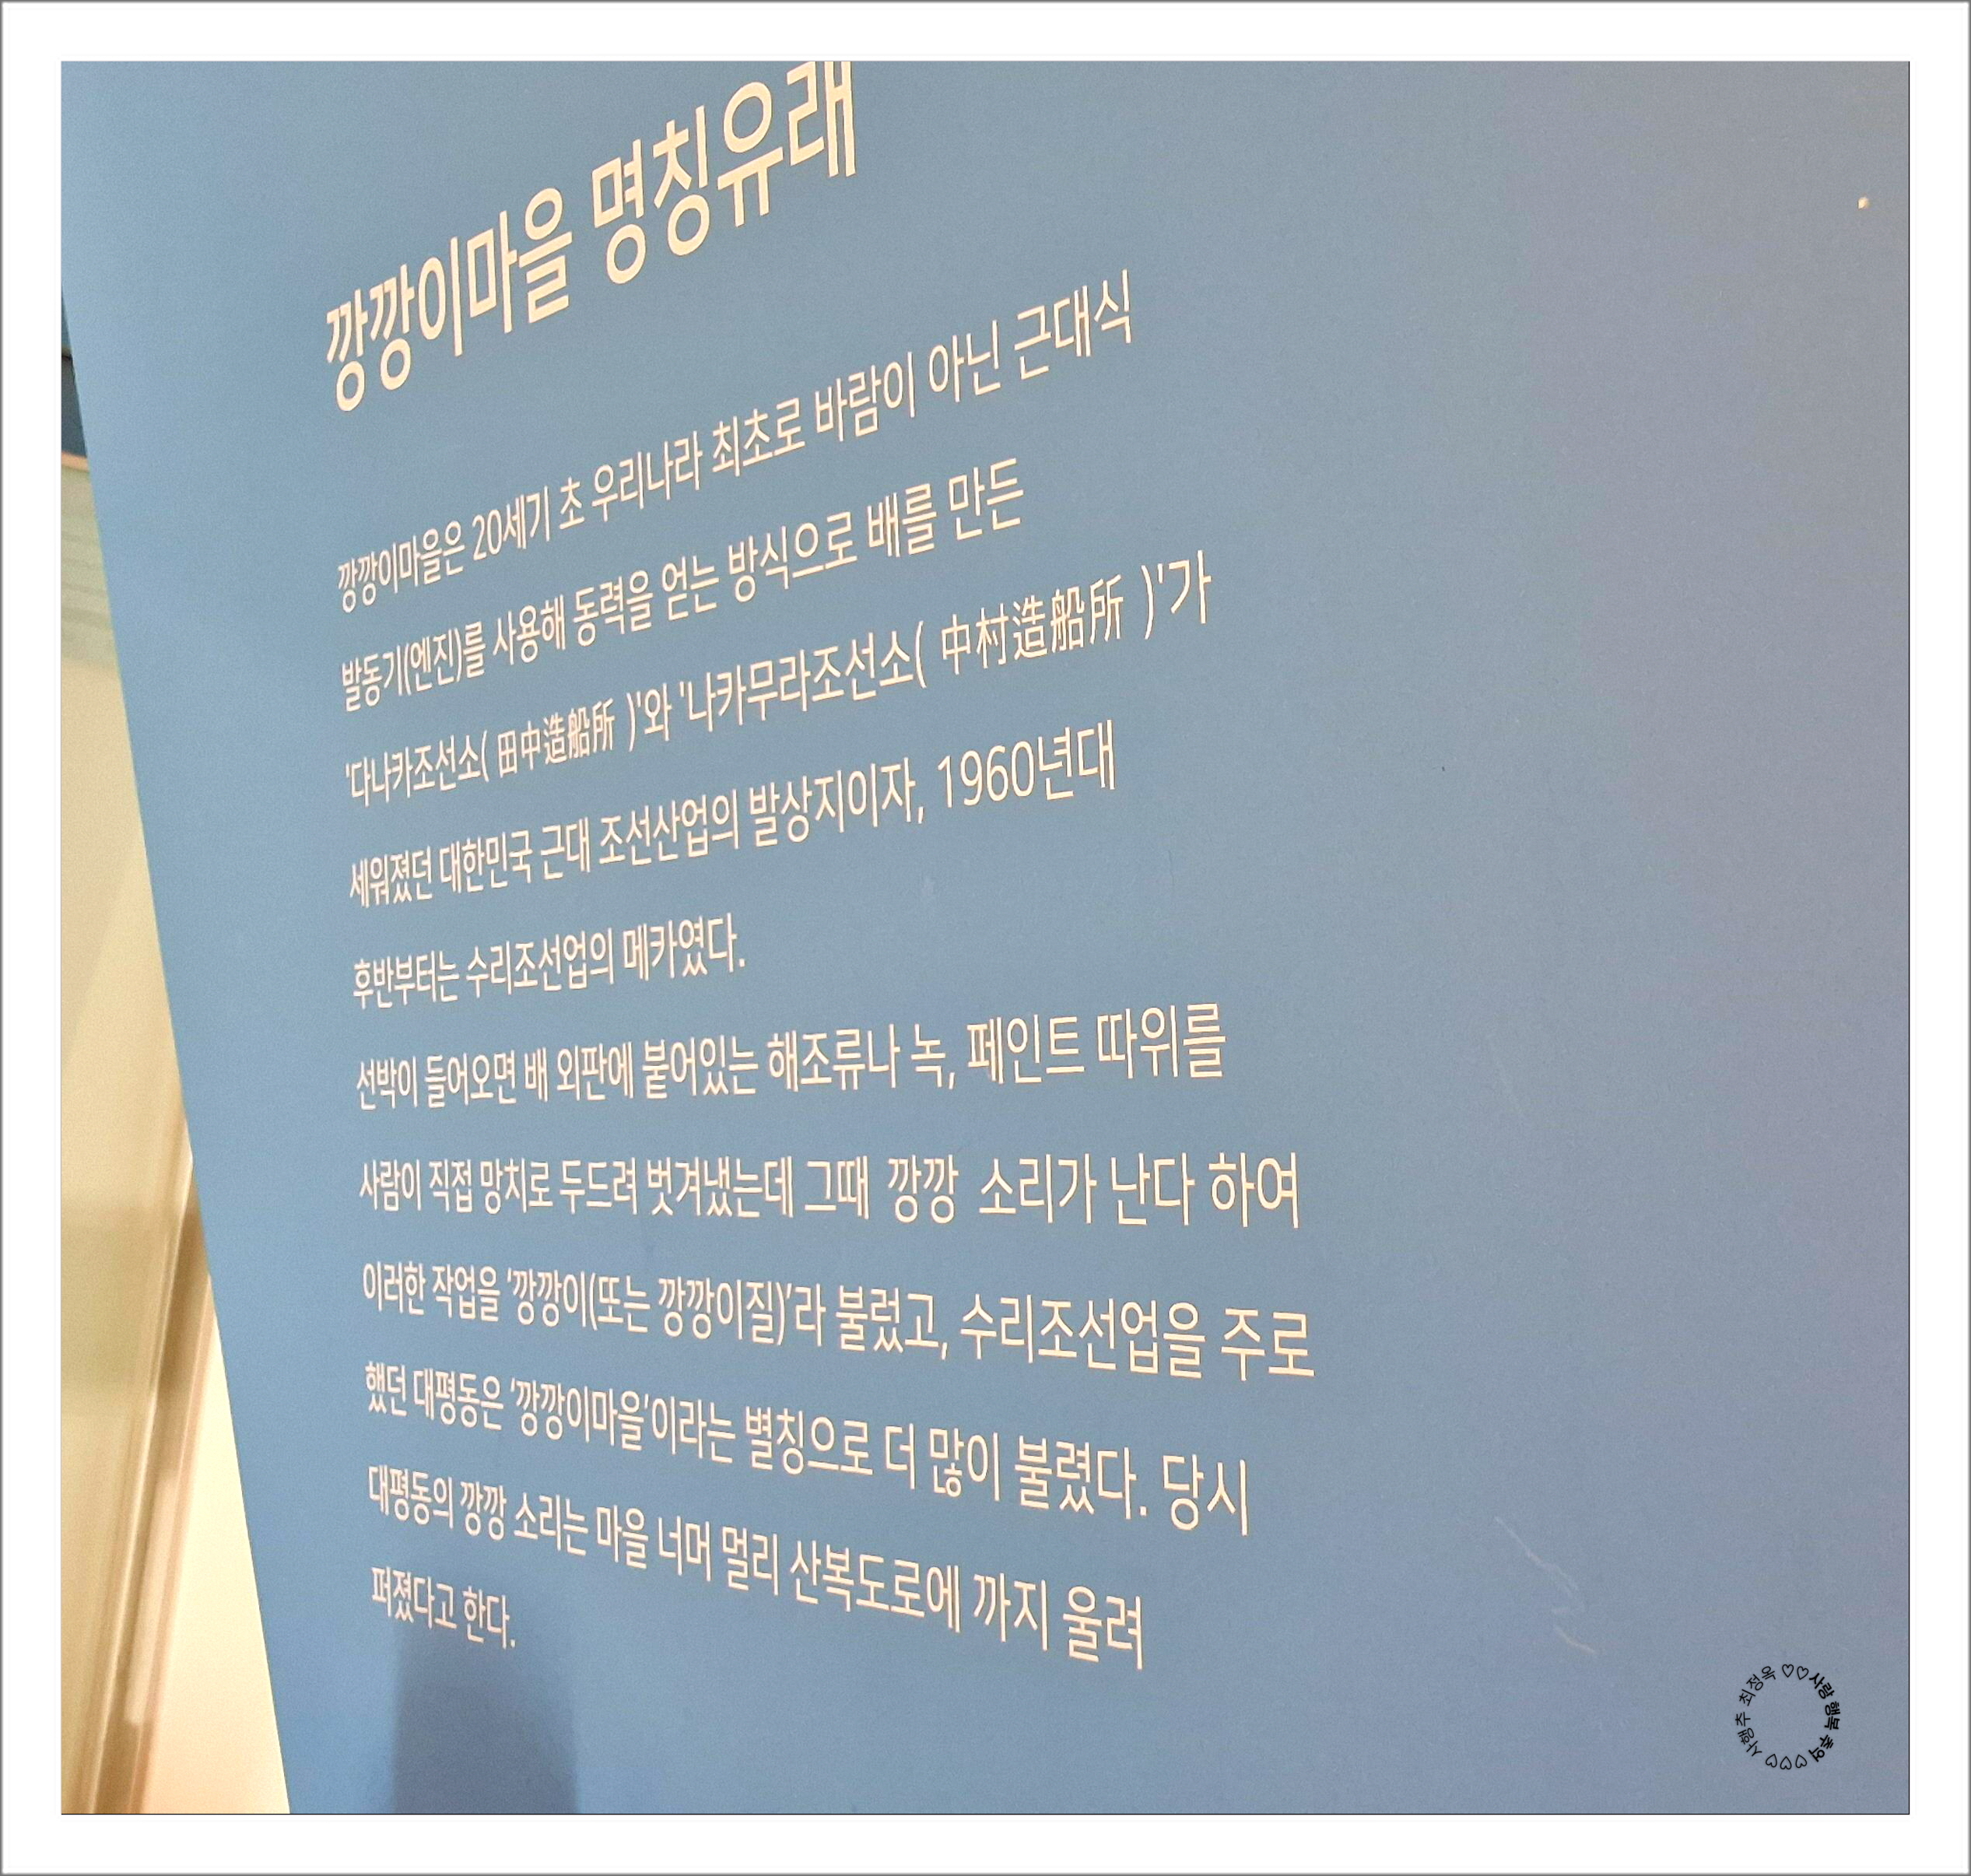 깡깡이마을 명칭유래
깡깡이마을은 20세기 초 우리나라 최초로 바람이 아닌 근대식
발동기(엔진)를 사용해 동력을 얻는 방식으로 배를 만든
'다나카조선소( 田中造船所 )'와 '나카무라조선소( 中村造船所 )'가
세워졌던 대한민국 근대 조선산업의 발상지이자, 1960년대
후반부터는 수리조선업의 메카였다.
선박이 들어오면 배 외판에 붙어있는 해조류나 녹, 페인트 따위를
사람이 직접 망치로 두드려 벗겨냈는데 그때 깡깡 소리가 난다 하여
이러한 작업을 '깡깡이(또는 깡깡이질)'라 불렀고, 수리조선업을 주로
했던 대평동은 '깡깡이마을'이라는 별칭으로 더 많이 불렸다. 당시
대평동의 깡깡 소리는 마을 너머 멀리 산복도로에 까지 울려
퍼졌다고 한다.
사행추 최정옥 ♡♡사랑 행복 추억 ♡♡♡